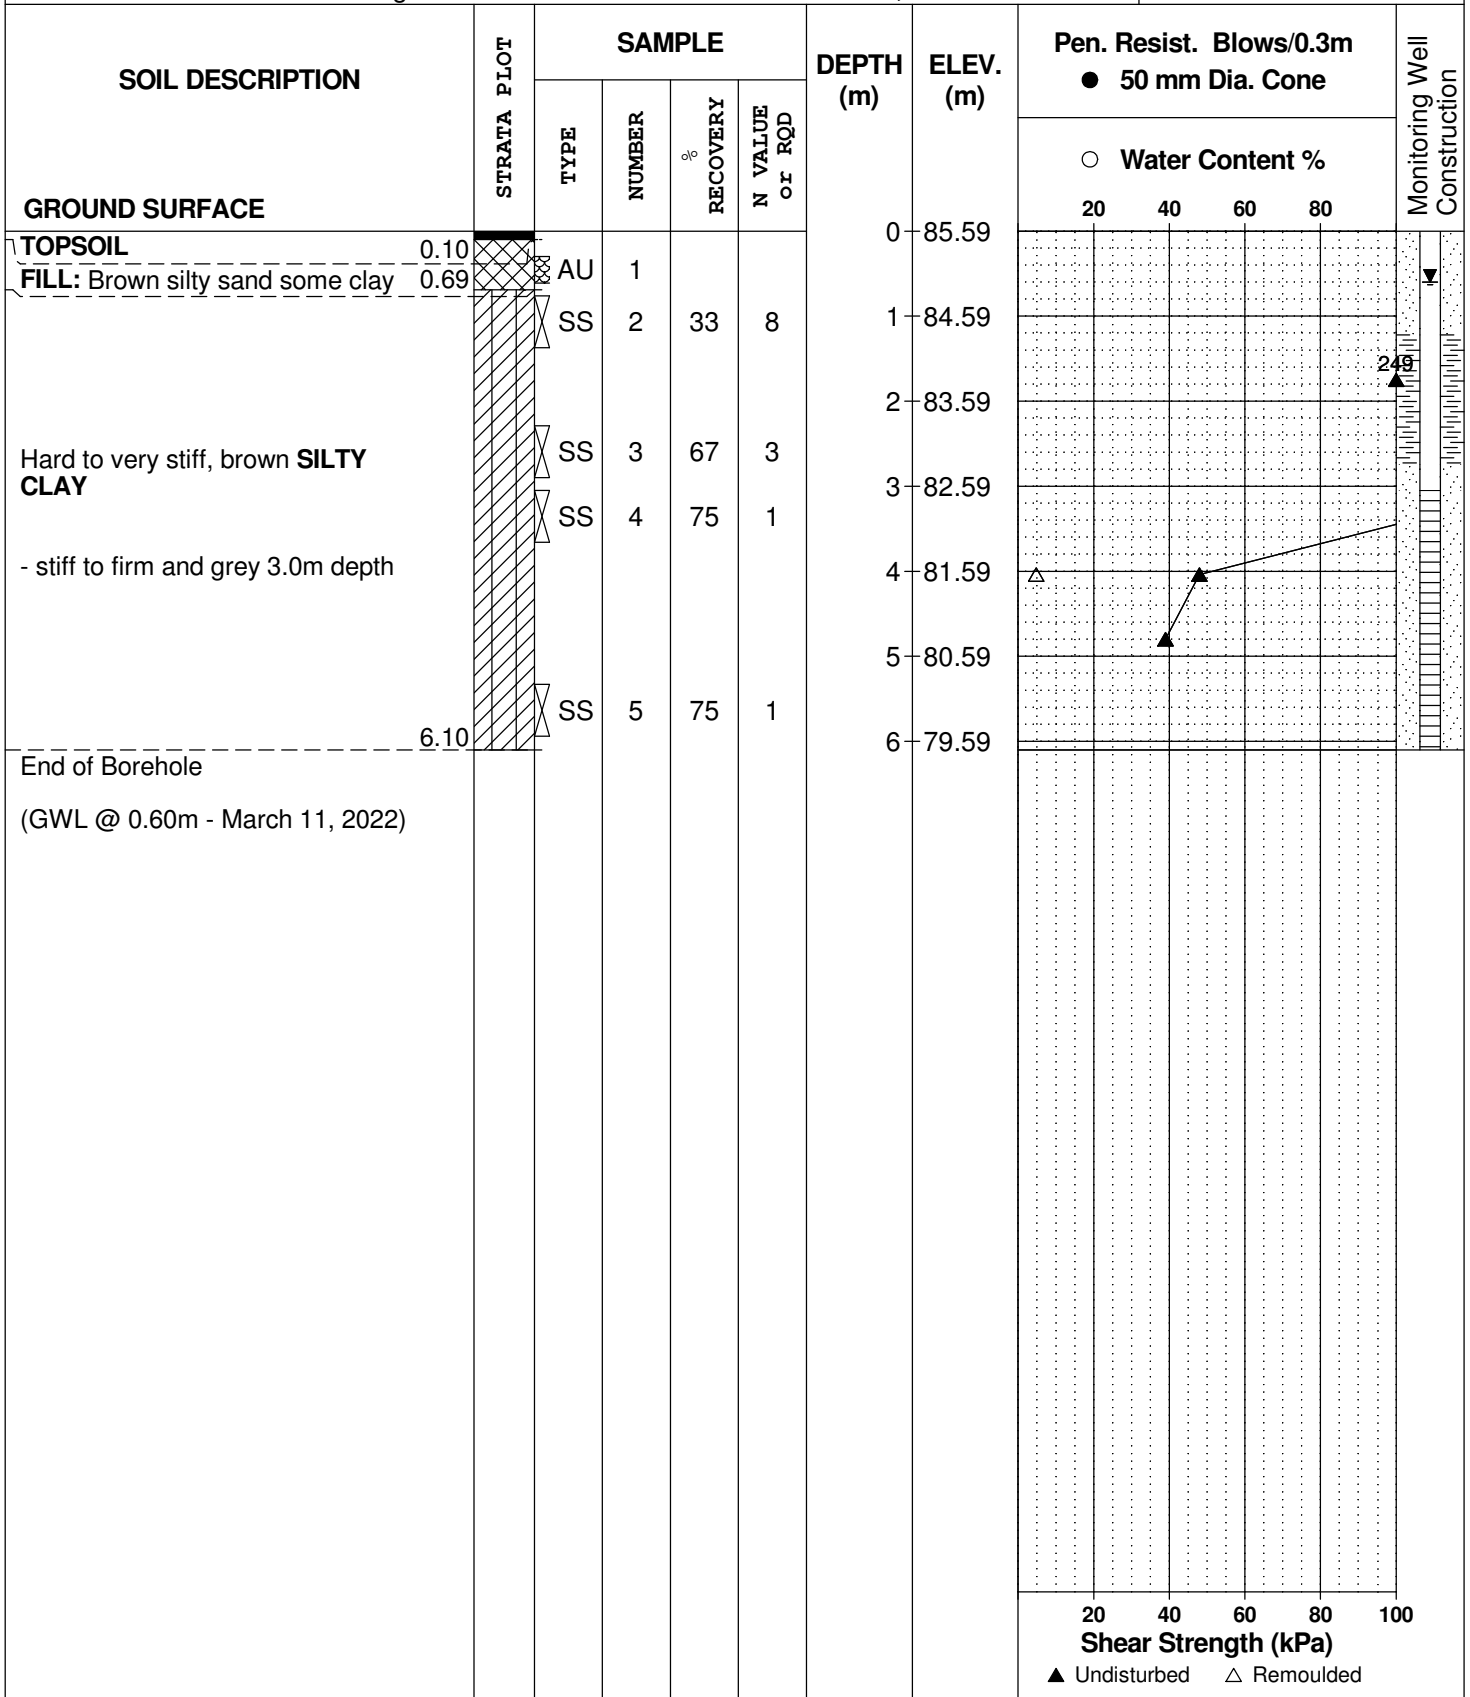 SOIL DESCRIPTION
STRATA PLOT
SAMPLE
TYPE
NUMBER
% RECOVERY
N VALUE or RQD
DEPTH (m)
ELEV. (m)
Pen. Resist. Blows/0.3m
● 50 mm Dia. Cone
○ Water Content %
20 40 60 80
Monitoring Well Construction
GROUND SURFACE
0 85.59
TOPSOIL 0.10
FILL: Brown silty sand some clay 0.69
AU 1
SS 2 33 8
1 84.59
249
2 83.59
Hard to very stiff, brown SILTY
CLAY
SS 3 67 3
3 82.59
SS 4 75 1
- stiff to firm and grey 3.0m depth
4 81.59
5 80.59
SS 5 75 1
6.10
6 79.59
End of Borehole
(GWL @ 0.60m - March 11, 2022)
20 40 60 80 100
Shear Strength (kPa)
▲ Undisturbed △ Remoulded